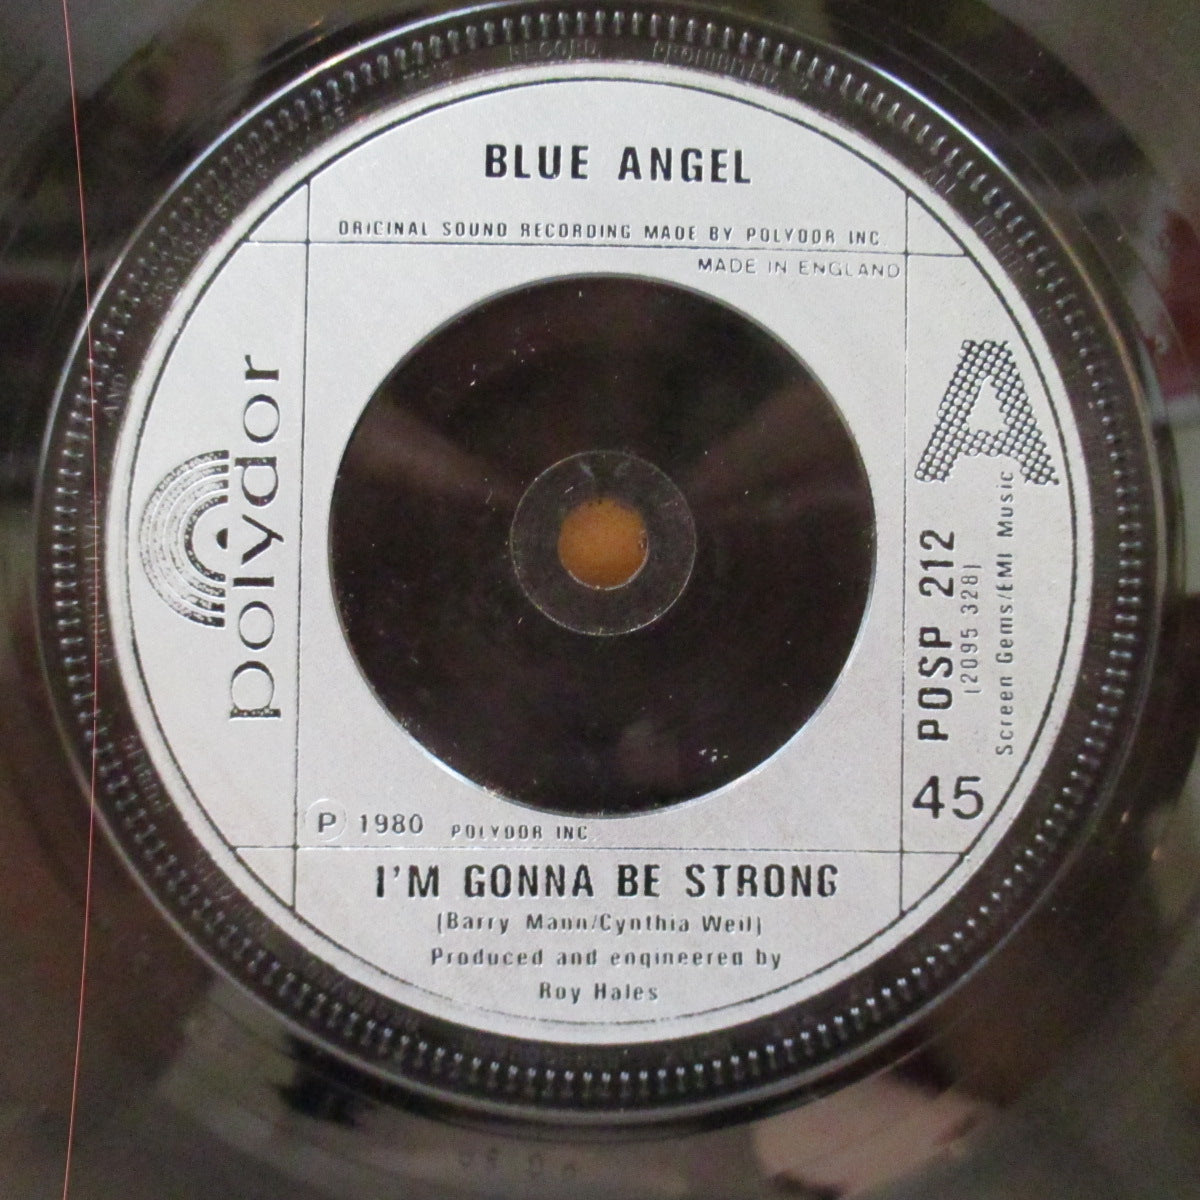 BLUE ANGEL
ORIGINAL SOUND RECORDING MADE BY POLYDOR INC.
MADE IN ENGLAND
polydor
A
POSP 212
(2095 328)
Screen Gems/EMI Music
45
P 1980 POLYDOR INC.
I'M GONNA BE STRONG
(Barry Mann/Cynthia Weil)
Produced and engineered by
Roy Hales
RECORD PROHIBITED